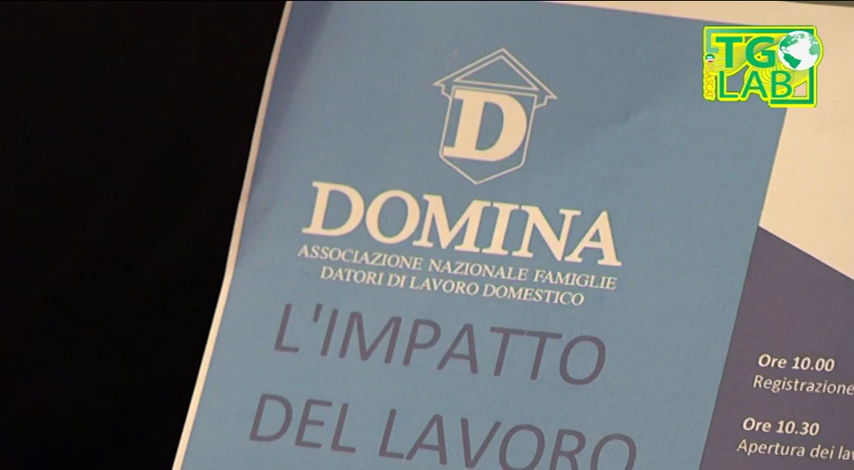 D
DOMINA
ASSOCIAZIONE NAZIONALE FAMIGLIE
DATORI DI LAVORO DOMESTICO
L'IMPATTO
DEL LAVORO
Ore 10.00
Registrazione
Ore 10.30
Apertura dei
TG
LAB